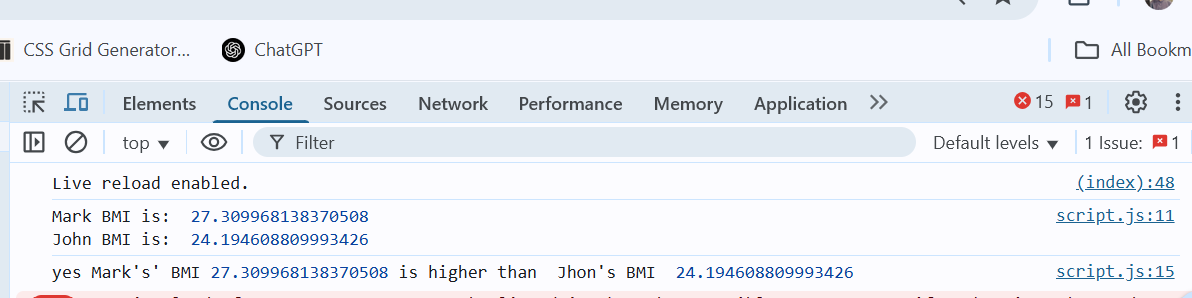 CSS Grid Generator... ChatGPT All Bookm
Elements Console Sources Network Performance Memory Application 15 1
top Filter Default levels 1 Issue: 1
Live reload enabled. (index):48
Mark BMI is:  27.309968138370508 script.js:11
John BMI is:  24.194608809993426
yes Mark's' BMI 27.309968138370508 is higher than  Jhon's BMI  24.194608809993426 script.js:15